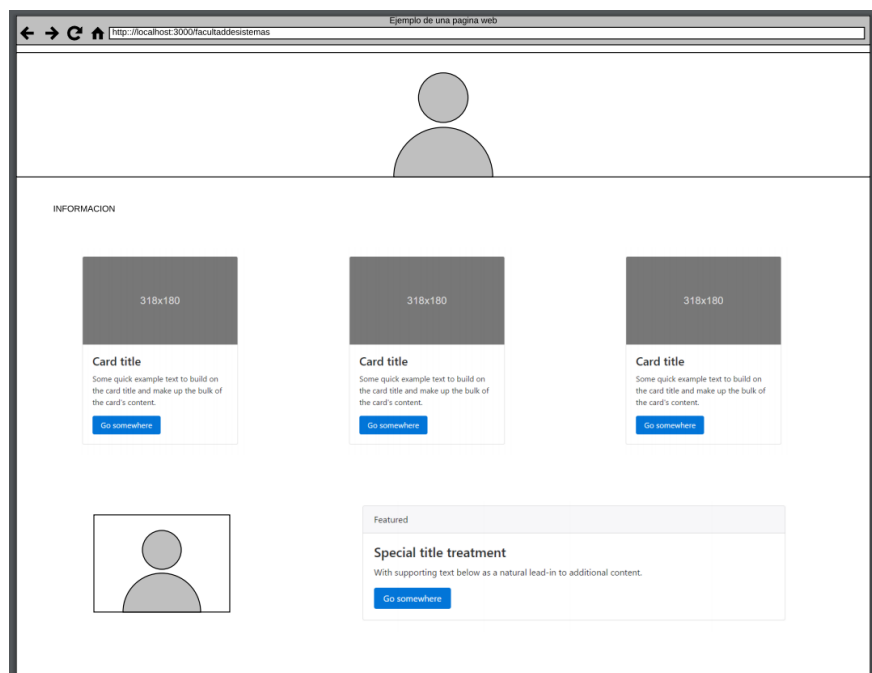 Ejemplo de una pagina web
http:://localhost:3000/facultaddesistemas
INFORMACION
318x180
318x180
318x180
Card title
Some quick example text to build on
the card title and make up the bulk of
the card's content.
Go somewhere
Card title
Some quick example text to build on
the card title and make up the bulk of
the card's content.
Go somewhere
Card title
Some quick example text to build on
the card title and make up the bulk of
the card's content.
Go somewhere
Featured
Special title treatment
With supporting text below as a natural lead-in to additional content.
Go somewhere